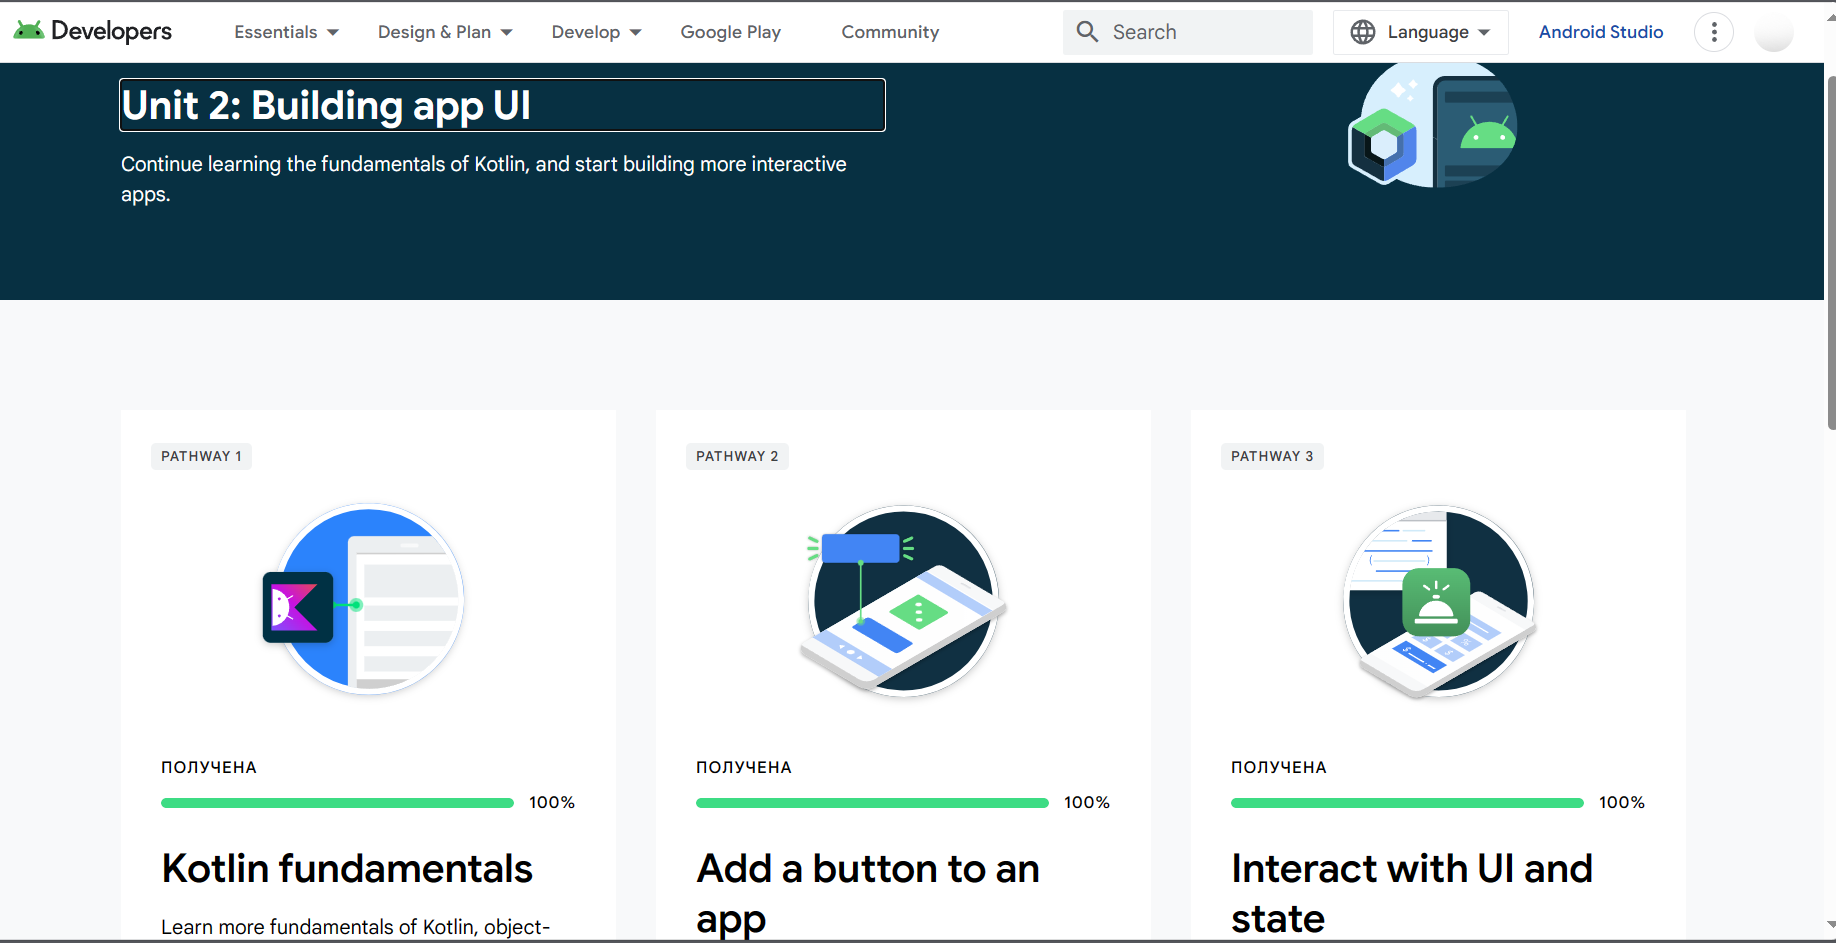 Developers Essentials Design & Plan Develop Google Play Community Search Language Android Studio
Unit 2: Building app UI
Continue learning the fundamentals of Kotlin, and start building more interactive
apps.
PATHWAY 1
ПОЛУЧЕНА
100%
Kotlin fundamentals
Learn more fundamentals of Kotlin, object-
PATHWAY 2
ПОЛУЧЕНА
100%
Add a button to an
app
PATHWAY 3
ПОЛУЧЕНА
100%
Interact with UI and
state